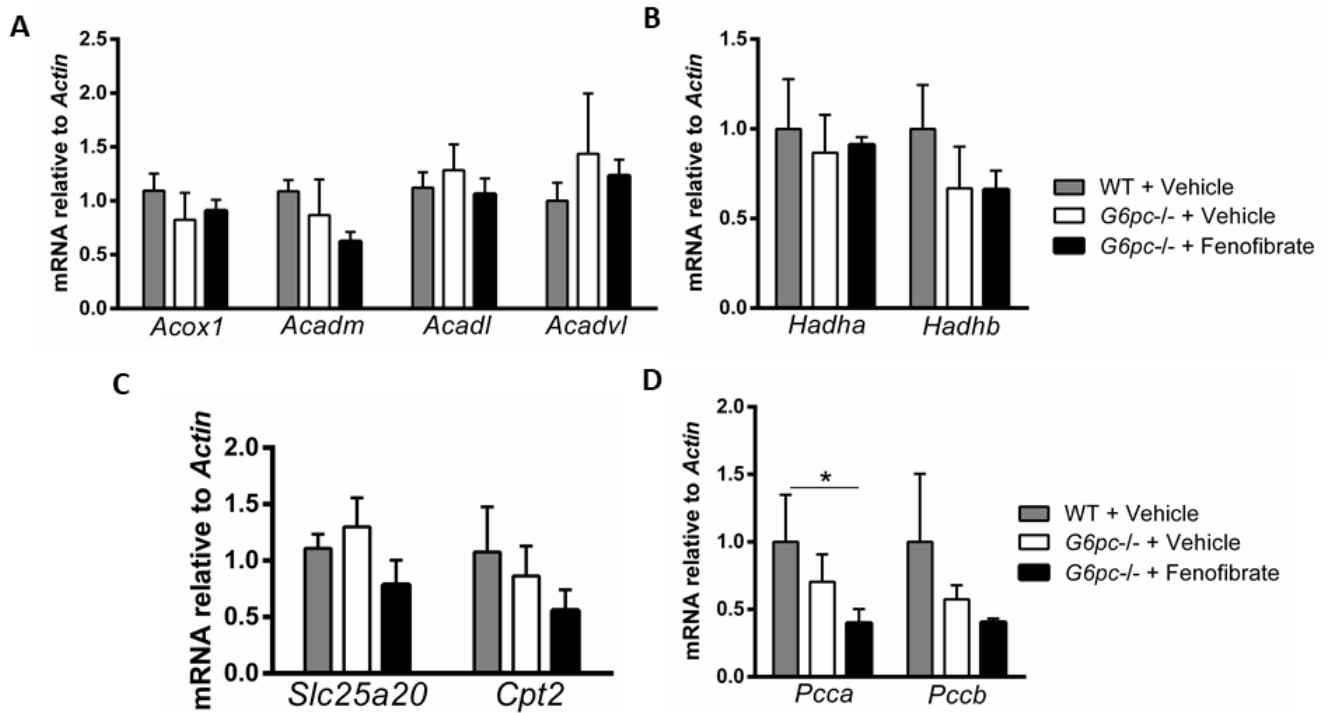 A
mRNA relative to Actin
2.5
2.0
1.5
1.0
0.5
0.0
Acox1 Acadm Acadl Acadvl
B
mRNA relative to Actin
1.5
1.0
0.5
0.0
Hadha Hadhb
WT + Vehicle
G6pc-/- + Vehicle
G6pc-/- + Fenofibrate
C
mRNA relative to Actin
2.0
1.5
1.0
0.5
0.0
Slc25a20 Cpt2
D
mRNA relative to Actin
2.0
1.5
1.0
0.5
0.0
*
Pcca Pccb
WT + Vehicle
G6pc-/- + Vehicle
G6pc-/- + Fenofibrate